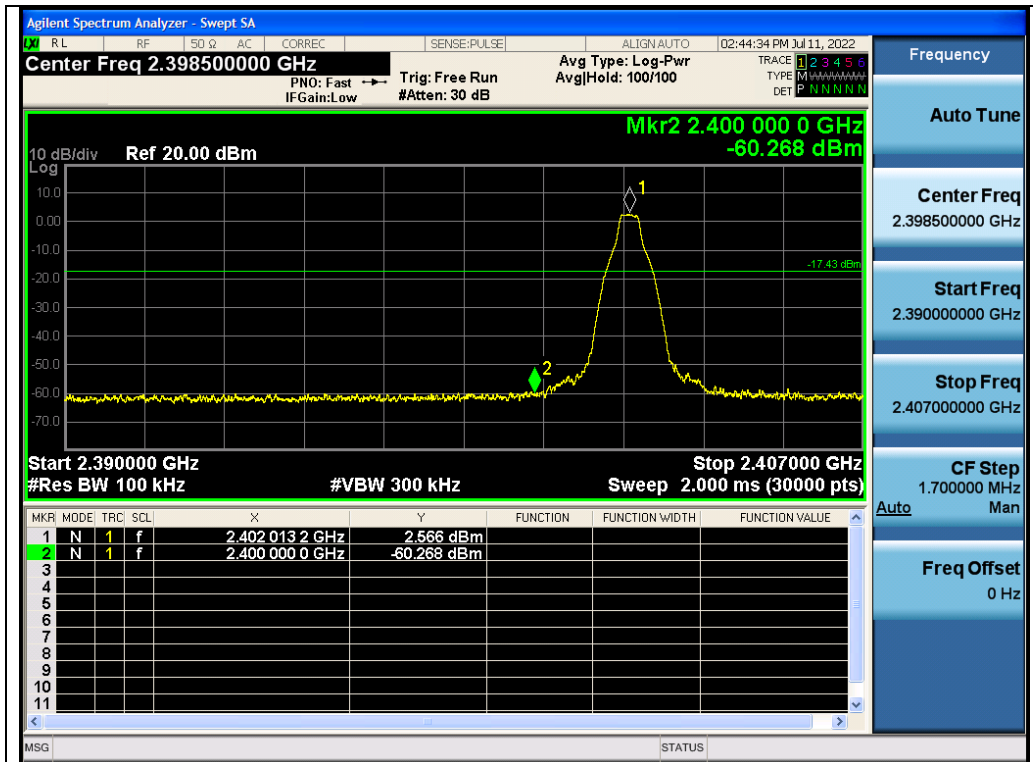 Agilent Spectrum Analyzer - Swept SA
LXI RL RF 50 Ω AC CORREC SENSE:PULSE ALIGN AUTO 02:44:34 PM Jul 11, 2022
Center Freq 2.398500000 GHz
PNO: Fast
IFGain:Low
Trig: Free Run
#Atten: 30 dB
Avg Type: Log-Pwr
Avg|Hold: 100/100
TRACE 1 2 3 4 5 6
TYPE M WWWWW
DET P N N N N N
Mkr2 2.400 000 0 GHz
-60.268 dBm
10 dB/div Ref 20.00 dBm
Log
10.0
0.00
-10.0
-20.0
-30.0
-40.0
-50.0
-60.0
-70.0
1
-17.43 dBm
2
Start 2.390000 GHz Stop 2.407000 GHz
#Res BW 100 kHz #VBW 300 kHz Sweep 2.000 ms (30000 pts)
MKR MODE TRC SCL X Y FUNCTION FUNCTION WIDTH FUNCTION VALUE
1 N 1 f 2.402 013 2 GHz 2.566 dBm
2 N 1 f 2.400 000 0 GHz -60.268 dBm
3
4
5
6
7
8
9
10
11
MSG STATUS
Frequency
Auto Tune
Center Freq
2.398500000 GHz
Start Freq
2.390000000 GHz
Stop Freq
2.407000000 GHz
CF Step
1.700000 MHz
Auto Man
Freq Offset
0 Hz